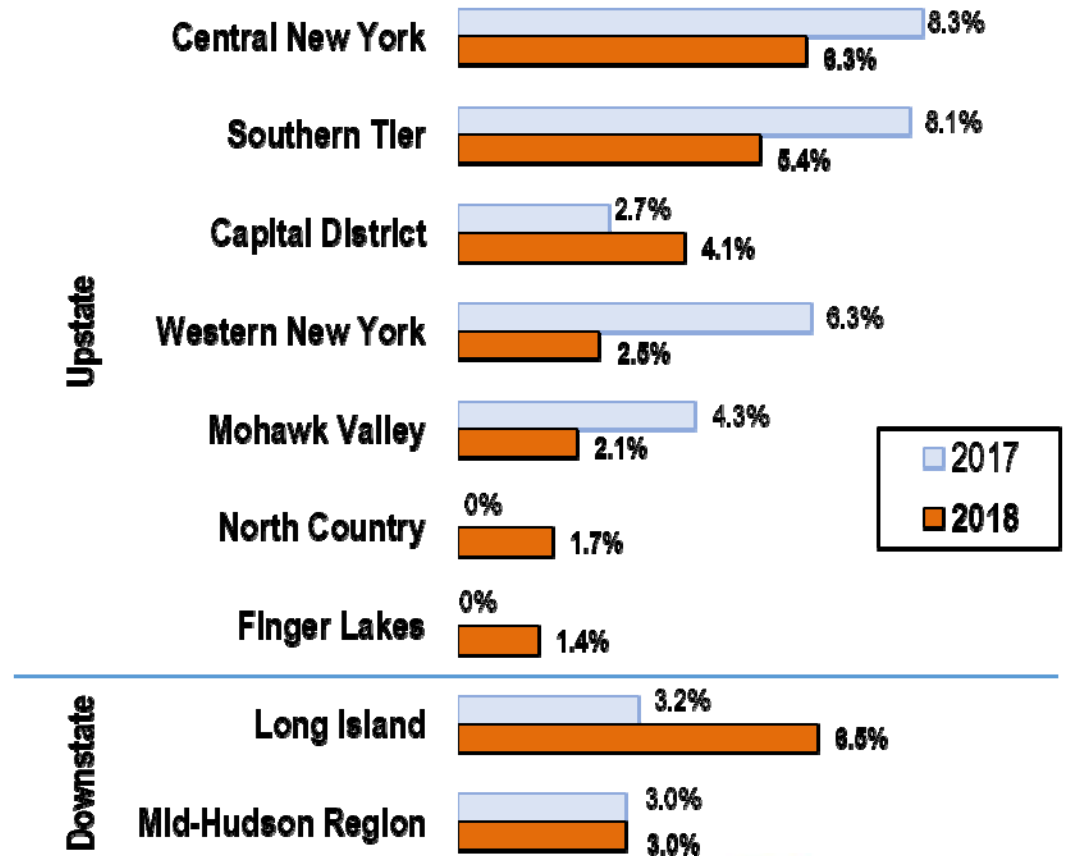 Upstate
Central New York
8.3%
6.3%
Southern Tier
8.1%
5.4%
Capital District
2.7%
4.1%
Western New York
6.3%
2.5%
Mohawk Valley
4.3%
2.1%
North Country
0%
1.7%
Finger Lakes
0%
1.4%
2017
2018
Downstate
Long Island
3.2%
6.5%
Mid-Hudson Region
3.0%
3.0%